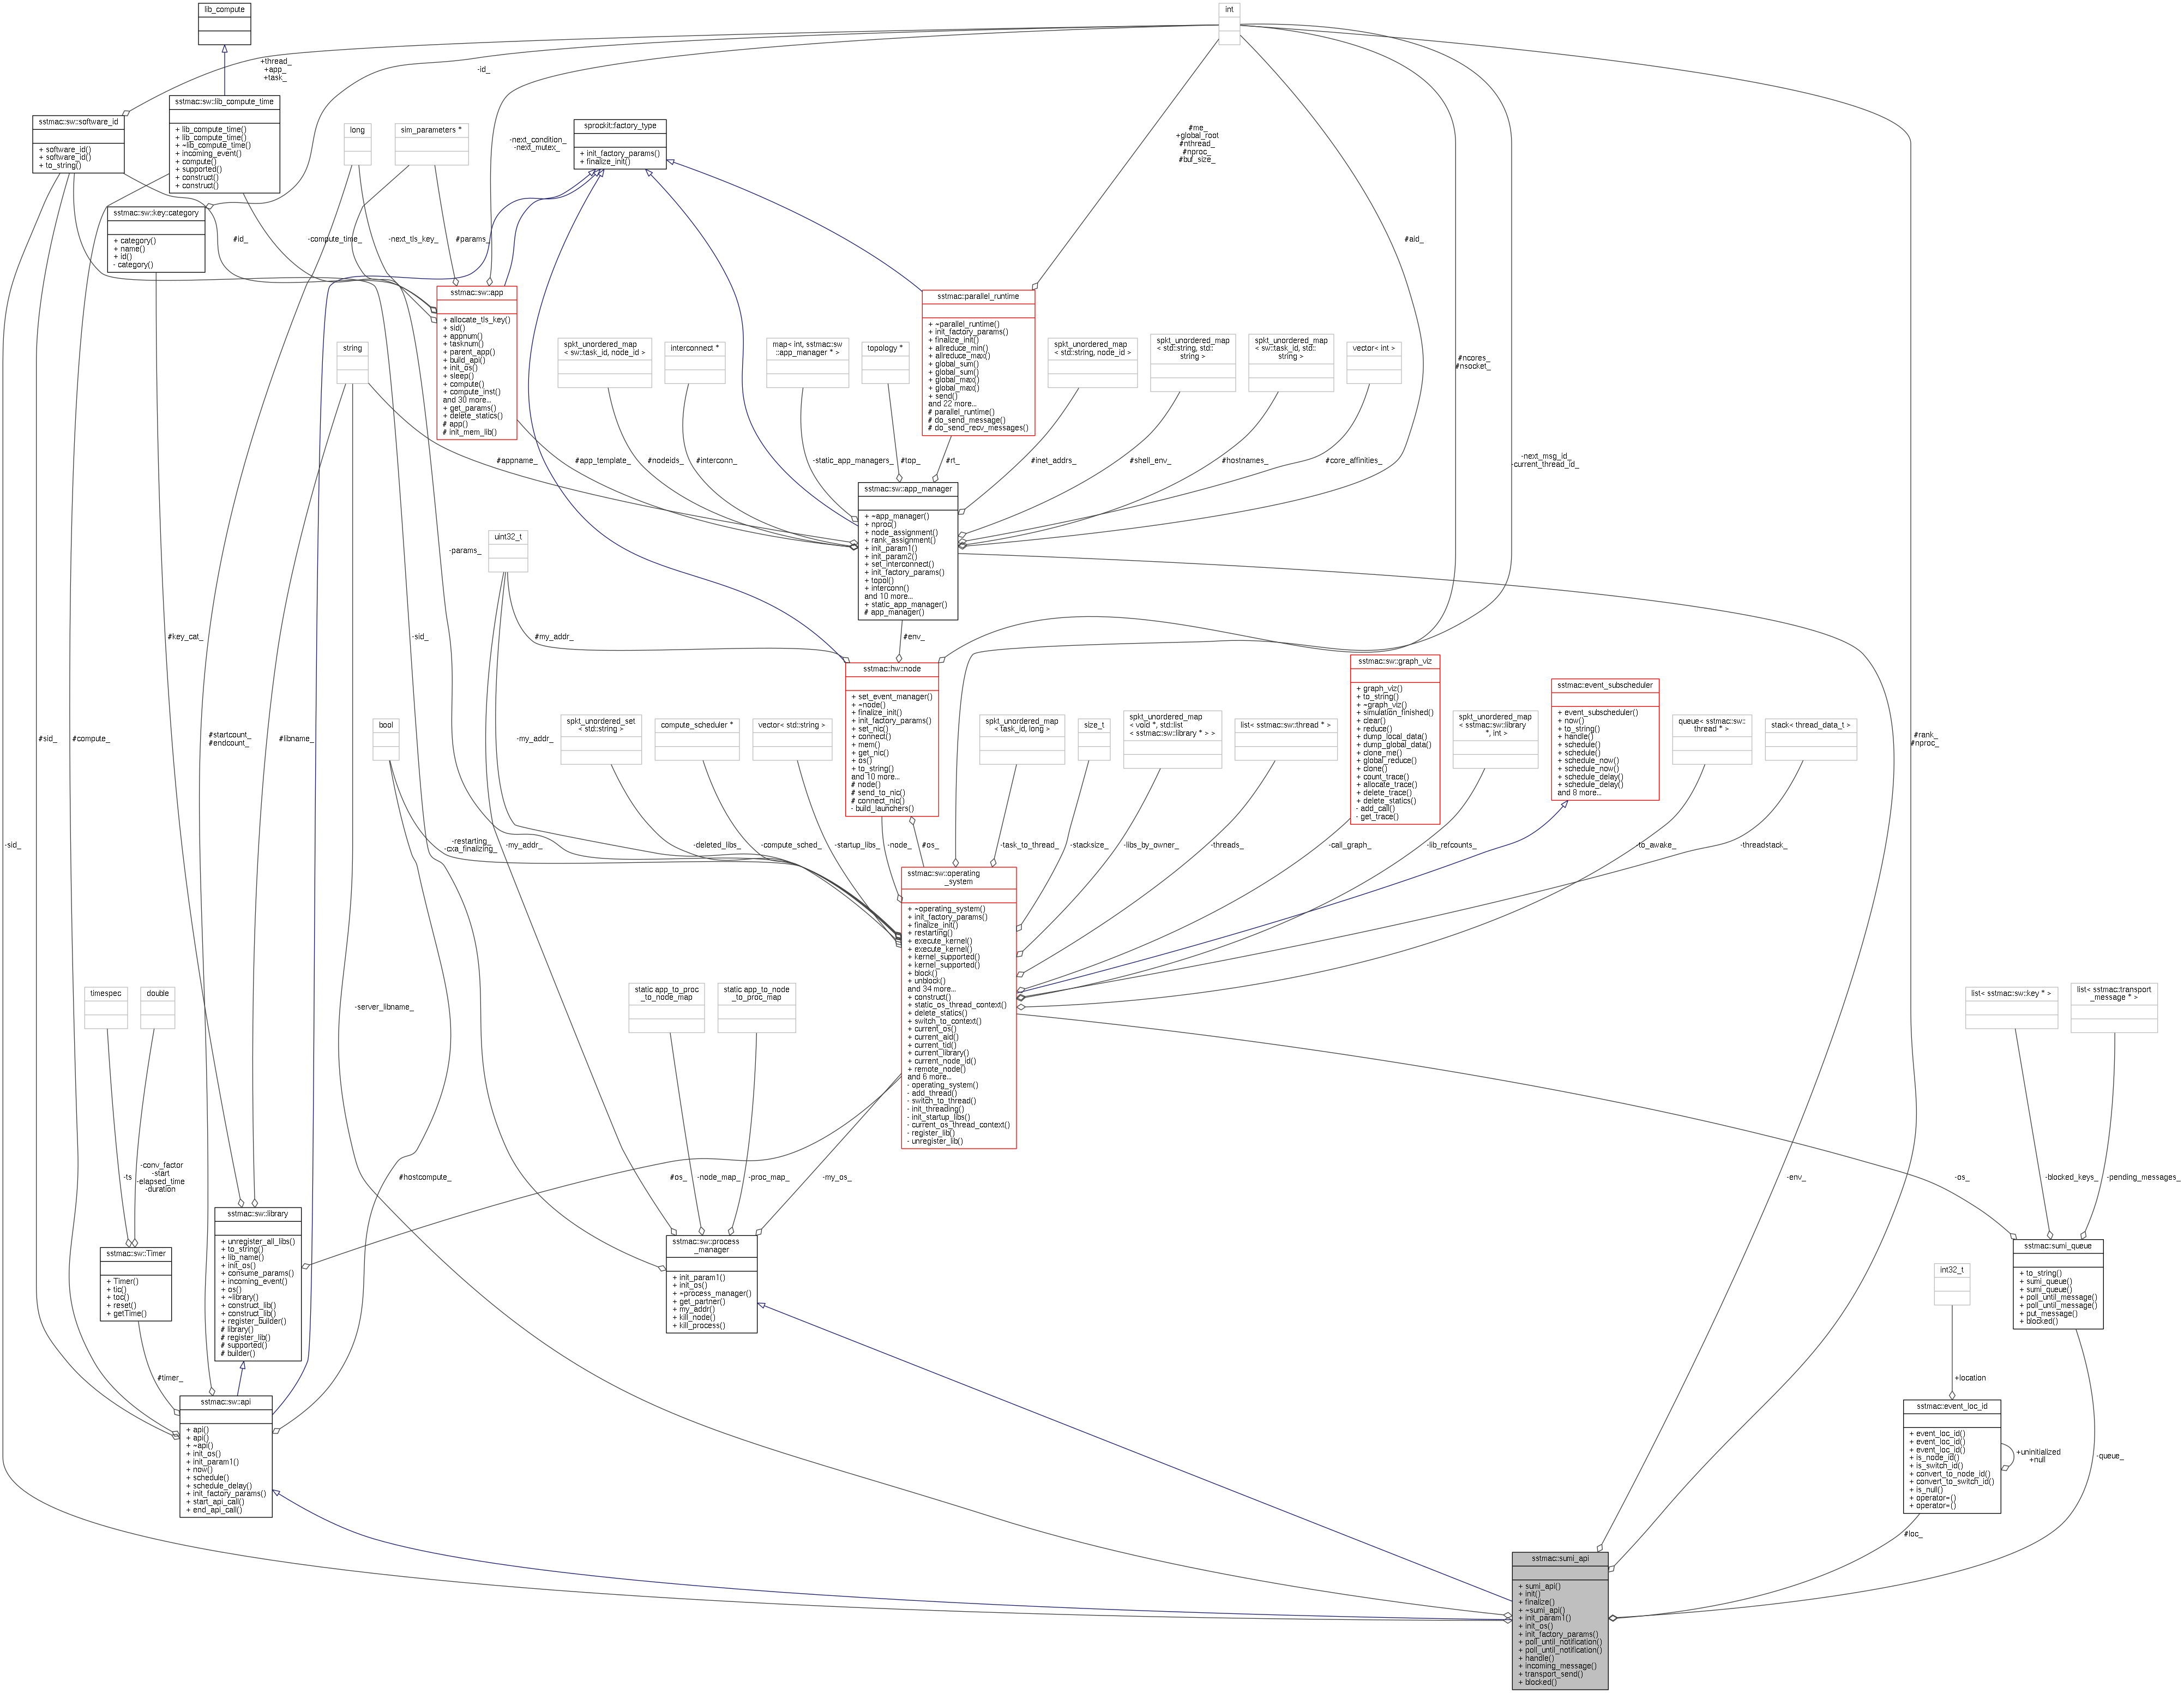 lib_compute
int
+thread_
+app_
+task_
-id_
sstmac::sw::lib_compute_time
+ lib_compute_time()
+ lib_compute_time()
+ ~lib_compute_time()
+ incoming_event()
+ compute()
+ supported()
+ construct()
+ construct()
sstmac::sw::software_id
+ software_id()
+ software_id()
+ to_string()
long
sim_parameters *
-next_condition_
-next_mutex_
sprockit::factory_type
+ init_factory_params()
+ finalize_init()
#me_
+global_root
#nthread_
#nproc_
#buf_size_
sstmac::sw::key::category
+ category()
+ name()
+ id()
- category()
#id_
-compute_time_
-next_tls_key_
#params_
#aid_
sstmac::sw::app
+ allocate_tls_key()
+ sid()
+ appnum()
+ tasknum()
+ parent_app()
+ build_api()
+ init_os()
+ sleep()
+ compute()
+ compute_inst()
and 30 more...
+ get_params()
+ delete_statics()
# app()
# init_mem_lib()
sstmac::parallel_runtime
+ ~parallel_runtime()
+ init_factory_params()
+ finalize_init()
+ allreduce_min()
+ allreduce_max()
+ global_sum()
+ global_sum()
+ global_max()
+ global_max()
+ send()
and 22 more...
# parallel_runtime()
# do_send_message()
# do_send_recv_messages()
string
spkt_unordered_map
< sw::task_id, node_id >
interconnect *
map< int, sstmac::sw
::app_manager * >
topology *
spkt_unordered_map
< std::string, node_id >
spkt_unordered_map
< std::string, std::
string >
spkt_unordered_map
< sw::task_id, std::
string >
vector< int >
#ncores_
#nsocket_
#appname_
#app_template_
#nodeids_
#interconn_
-static_app_managers_
#top_
#rt_
#inet_addrs_
#shell_env_
#hostnames_
#core_affinities_
-next_msg_id_
-current_thread_id_
sstmac::sw::app_manager
+ ~app_manager()
+ nproc()
+ node_assignment()
+ rank_assignment()
+ init_param1()
+ init_param2()
+ set_interconnect()
+ init_factory_params()
+ topol()
+ interconn()
and 10 more...
+ static_app_manager()
# app_manager()
uint32_t
-params_
#key_cat_
-sid_
#my_addr_
#env_
sstmac::hw::node
+ set_event_manager()
+ ~node()
+ finalize_init()
+ init_factory_params()
+ set_nic()
+ connect()
+ mem()
+ get_nic()
+ os()
+ to_string()
and 10 more...
# node()
# send_to_nic()
# connect_nic()
- build_launchers()
sstmac::sw::graph_viz
+ graph_viz()
+ to_string()
+ ~graph_viz()
+ simulation_finished()
+ clear()
+ reduce()
+ dump_local_data()
+ dump_global_data()
+ clone_me()
+ global_reduce()
+ clone()
+ count_trace()
+ allocate_trace()
+ delete_trace()
+ delete_statics()
- add_call()
- get_trace()
sstmac::event_subscheduler
+ event_subscheduler()
+ now()
+ to_string()
+ handle()
+ schedule()
+ schedule()
+ schedule_now()
+ schedule_now()
+ schedule_delay()
+ schedule_delay()
and 8 more...
#sid_
#compute_
#startcount_
#endcount_
#libname_
bool
-my_addr_
spkt_unordered_set
< std::string >
compute_scheduler *
vector< std::string >
spkt_unordered_map
< task_id, long >
size_t
spkt_unordered_map
< void *, std::list
< sstmac::sw::library * > >
list< sstmac::sw::thread * >
spkt_unordered_map
< sstmac::sw::library
*, int >
queue< sstmac::sw::
thread * >
stack< thread_data_t >
#rank_
#nproc_
-sid_
-restarting_
-cxa_finalizing_
-my_addr_
-deleted_libs_
-compute_sched_
-startup_libs_
-node_
#os_
-task_to_thread_
-stacksize_
-libs_by_owner_
-threads_
-call_graph_
-lib_refcounts_
-to_awake_
-threadstack_
sstmac::sw::operating
_system
+ ~operating_system()
+ init_factory_params()
+ finalize_init()
+ restarting()
+ execute_kernel()
+ execute_kernel()
+ kernel_supported()
+ kernel_supported()
+ block()
+ unblock()
and 34 more...
+ construct()
+ static_os_thread_context()
+ delete_statics()
+ switch_to_context()
+ current_os()
+ current_aid()
+ current_tid()
+ current_library()
+ current_node_id()
+ remote_node()
and 6 more...
- operating_system()
- add_thread()
- switch_to_thread()
- init_threading()
- init_startup_libs()
- current_os_thread_context()
- register_lib()
- unregister_lib()
timespec
double
-server_libname_
static app_to_proc
_to_node_map
static app_to_node
_to_proc_map
list< sstmac::sw::key * >
list< sstmac::transport
_message * >
-ts
-conv_factor
-start
-elapsed_time
-duration
#hostcompute_
#os_
-node_map_
-proc_map_
-my_os_
-env_
-os_
-blocked_keys_
-pending_messages_
sstmac::sw::library
+ unregister_all_libs()
+ to_string()
+ lib_name()
+ init_os()
+ consume_params()
+ incoming_event()
+ os()
+ ~library()
+ construct_lib()
+ construct_lib()
+ register_builder()
# library()
# register_lib()
# supported()
# builder()
sstmac::sw::Timer
+ Timer()
+ tic()
+ toc()
+ reset()
+ getTime()
sstmac::sw::process
_manager
+ init_param1()
+ init_os()
+ ~process_manager()
+ get_partner()
+ my_addr()
+ kill_node()
+ kill_process()
int32_t
sstmac::sumi_queue
+ to_string()
+ sumi_queue()
+ sumi_queue()
+ poll_until_message()
+ poll_until_message()
+ put_message()
+ blocked()
#timer_
+location
sstmac::sw::api
+ api()
+ api()
+ ~api()
+ init_os()
+ init_param1()
+ now()
+ schedule()
+ schedule_delay()
+ init_factory_params()
+ start_api_call()
+ end_api_call()
sstmac::event_loc_id
+ event_loc_id()
+ event_loc_id()
+ event_loc_id()
+ is_node_id()
+ is_switch_id()
+ convert_to_node_id()
+ convert_to_switch_id()
+ is_null()
+ operator=()
+ operator=()
+uninitialized
+null
-queue_
#loc_
sstmac::sumi_api
+ sumi_api()
+ init()
+ finalize()
+ ~sumi_api()
+ init_param1()
+ init_os()
+ init_factory_params()
+ poll_until_notification()
+ poll_until_notification()
+ handle()
+ incoming_message()
+ transport_send()
+ blocked()